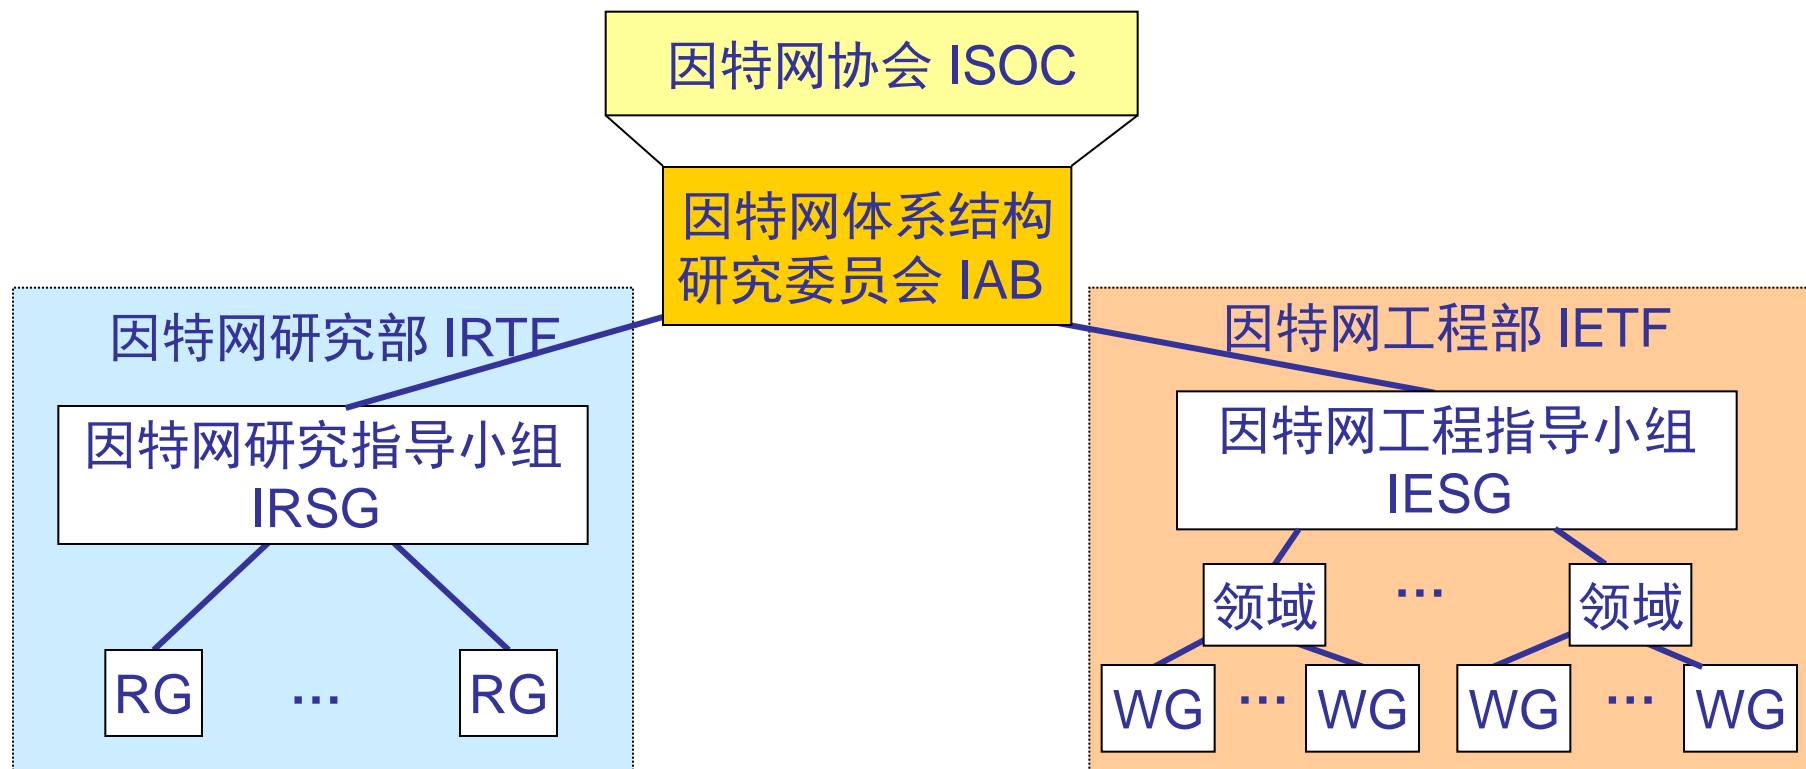 因特网协会 ISOC
因特网体系结构
研究委员会 IAB
因特网研究部 IRTF
因特网研究指导小组
IRSG
RG
…
RG
因特网工程部 IETF
因特网工程指导小组
IESG
领域
…
领域
WG
…
WG
WG
…
WG